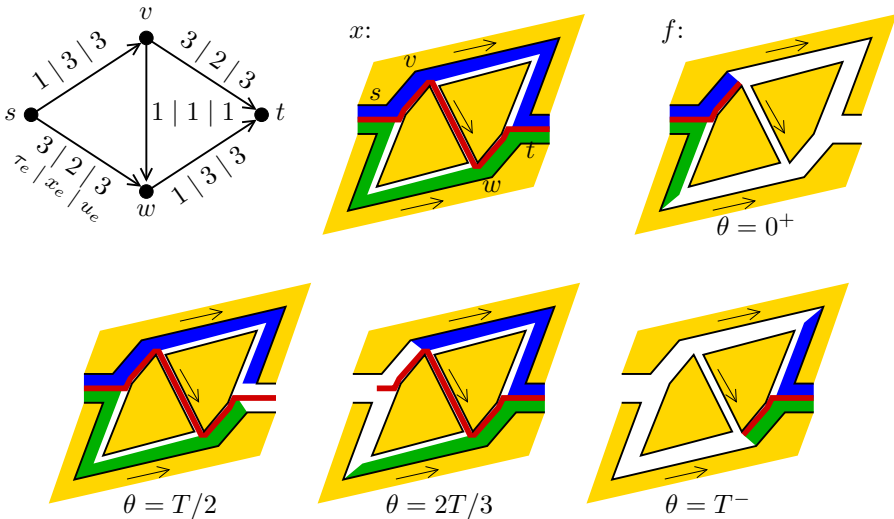 v
1 | 3 | 3
3 | 2 | 3
s
1 | 1 | 1
t
3 | 2 | 3
τₑ | xₑ | uₑ
1 | 3 | 3
w
x:
v
s
t
w
f:
θ = 0⁺
θ = T/2
θ = 2T/3
θ = T⁻